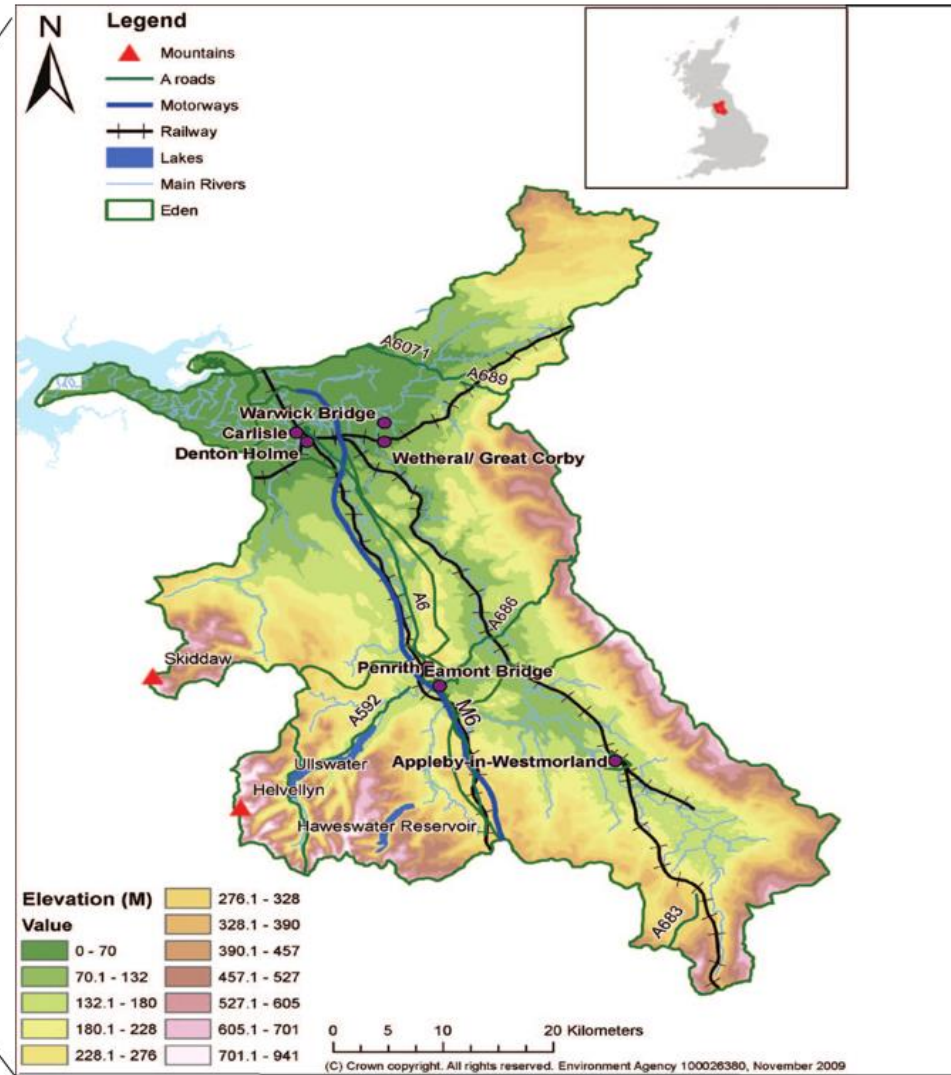 N
Legend
Mountains
A roads
Motorways
Railway
Lakes
Main Rivers
Eden
A6071
A689
Warwick Bridge
Carlisle
Denton Holme
Wetheral/ Great Corby
A6
A686
Skiddaw
Penrith
Eamont Bridge
A592
M6
Ullswater
Appleby-in-Westmorland
Helvellyn
Haweswater Reservoir
A683
Elevation (M)
Value
0 - 70
70.1 - 132
132.1 - 180
180.1 - 228
228.1 - 276
276.1 - 328
328.1 - 390
390.1 - 457
457.1 - 527
527.1 - 605
605.1 - 701
701.1 - 941
0 5 10 20 Kilometers
(C) Crown copyright. All rights reserved. Environment Agency 100026380, November 2009